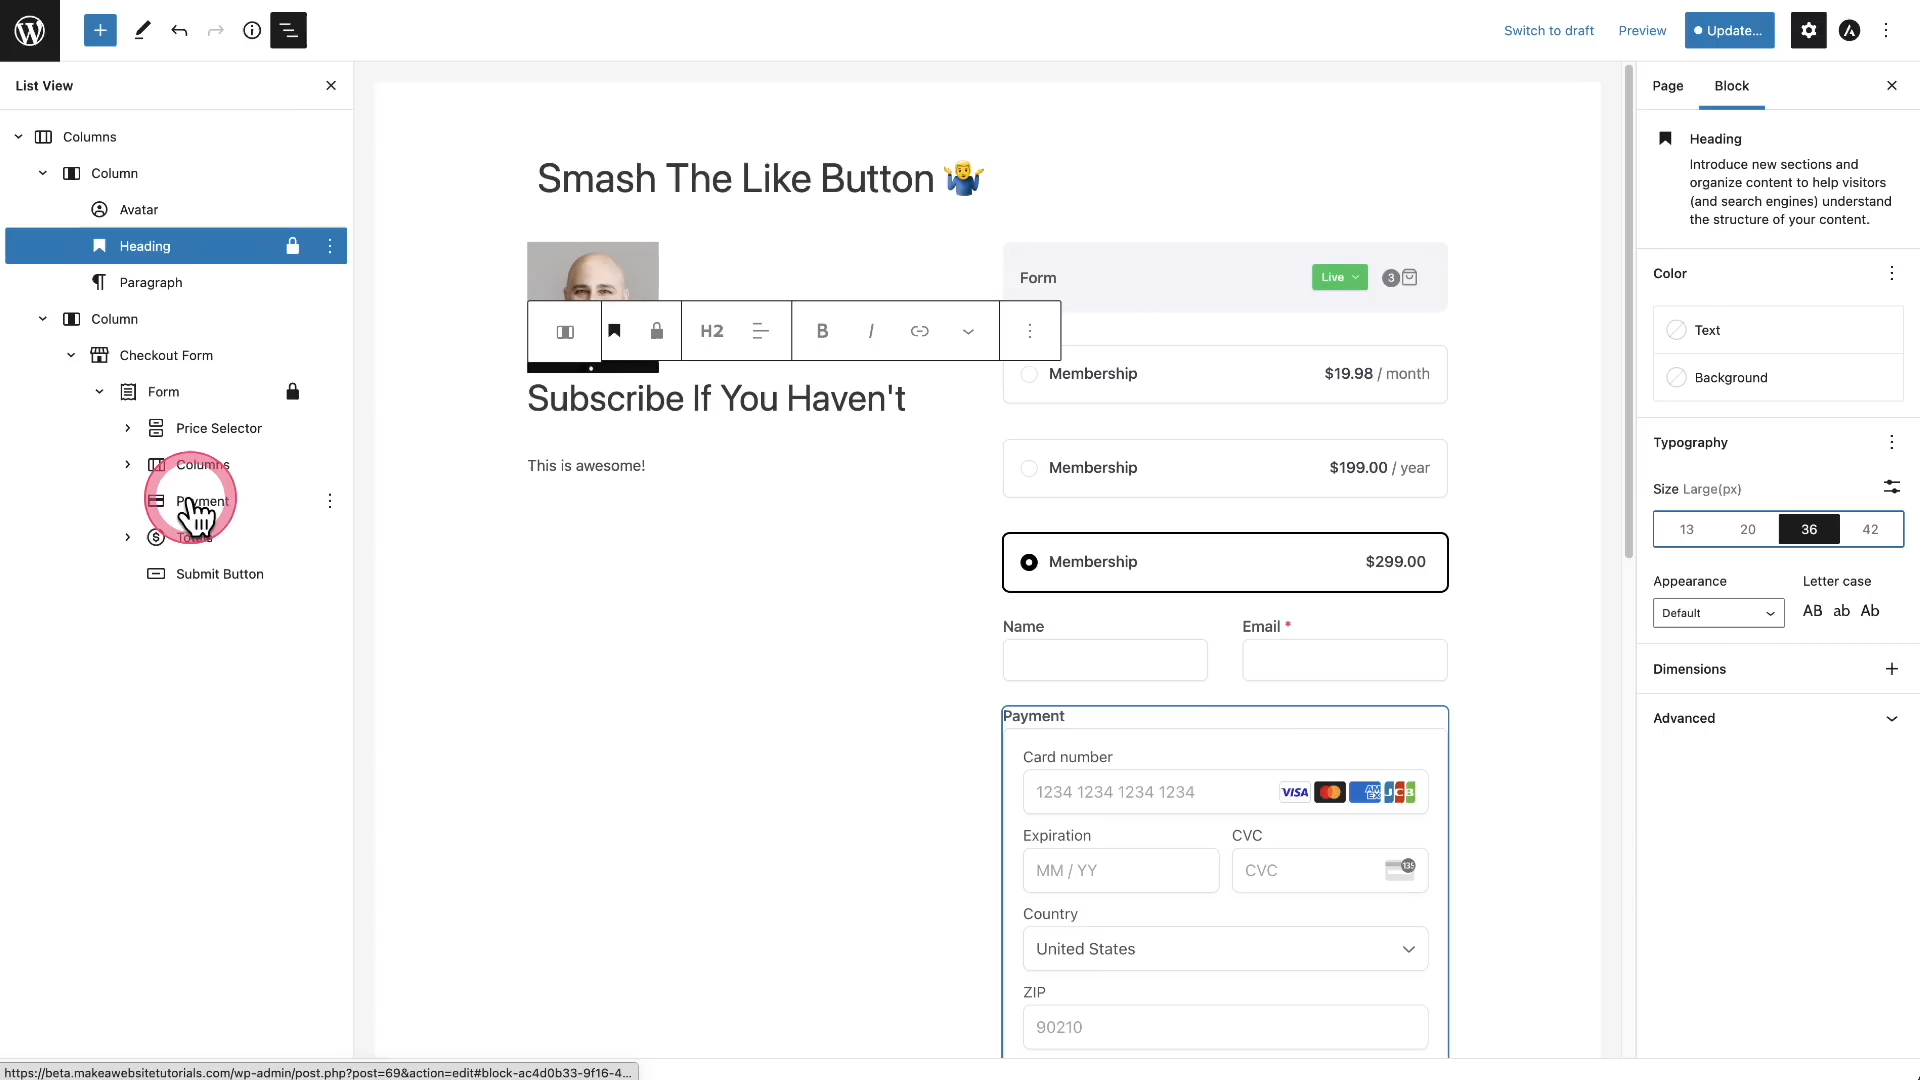 Switch to draft
Preview
Update...
List View
Columns
Column
Avatar
Heading
Paragraph
Column
Checkout Form
Form
Price Selector
Columns
Payment
Totals
Submit Button
Smash The Like Button
H2
B I
Subscribe If You Haven't
This is awesome!
Form
Live
3
Membership $19.98 / month
Membership $199.00 / year
Membership $299.00
Name
Email *
Payment
Card number
1234 1234 1234 1234
VISA
AM EX
JCB
Expiration
CVC
MM / YY
CVC
135
Country
United States
ZIP
90210
Page
Block
Heading
Introduce new sections and
organize content to help visitors
(and search engines) understand
the structure of your content.
Color
Text
Background
Typography
Size Large(px)
13 20 36 42
Appearance
Letter case
Default
AB ab Ab
Dimensions
Advanced
https://beta.makeawebsitetutorials.com/wp-admin/post.php?post=69&action=edit#block-ac4d0b33-9f16-4...